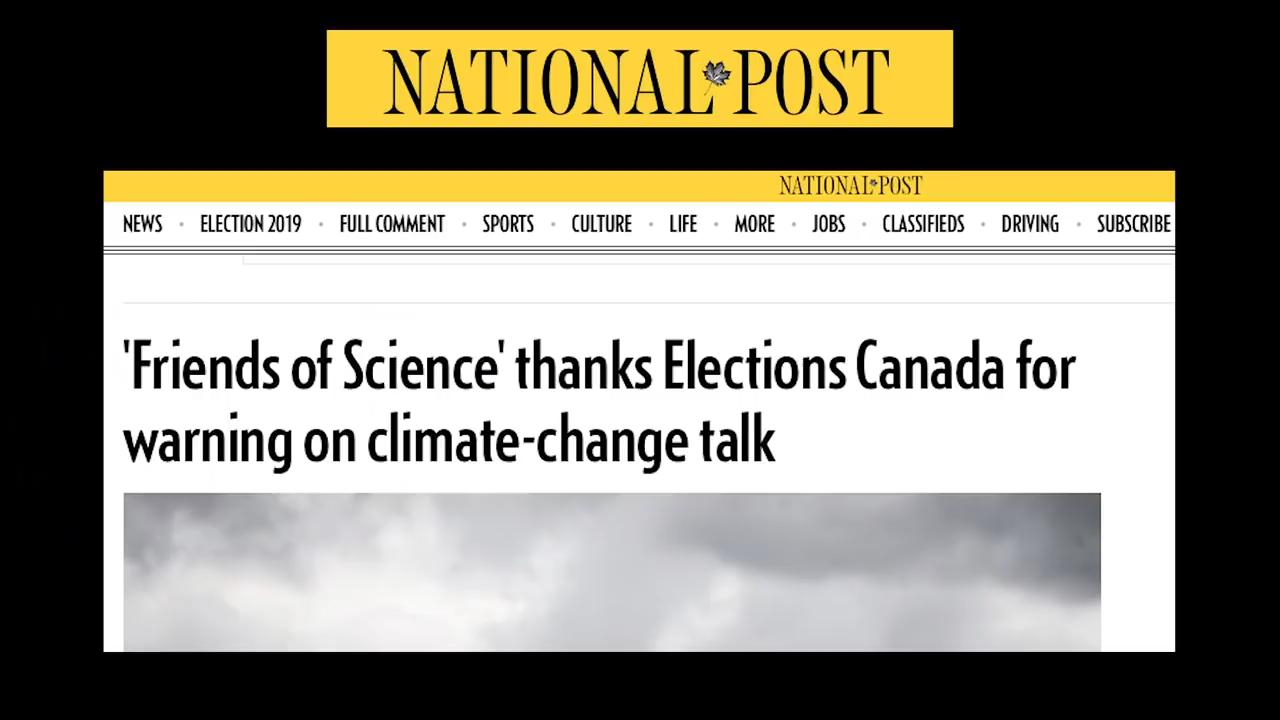 NATIONAL POST
NATIONAL POST
NEWS • ELECTION 2019 • FULL COMMENT • SPORTS • CULTURE • LIFE • MORE • JOBS • CLASSIFIEDS • DRIVING • SUBSCRIBE
'Friends of Science' thanks Elections Canada for
warning on climate-change talk